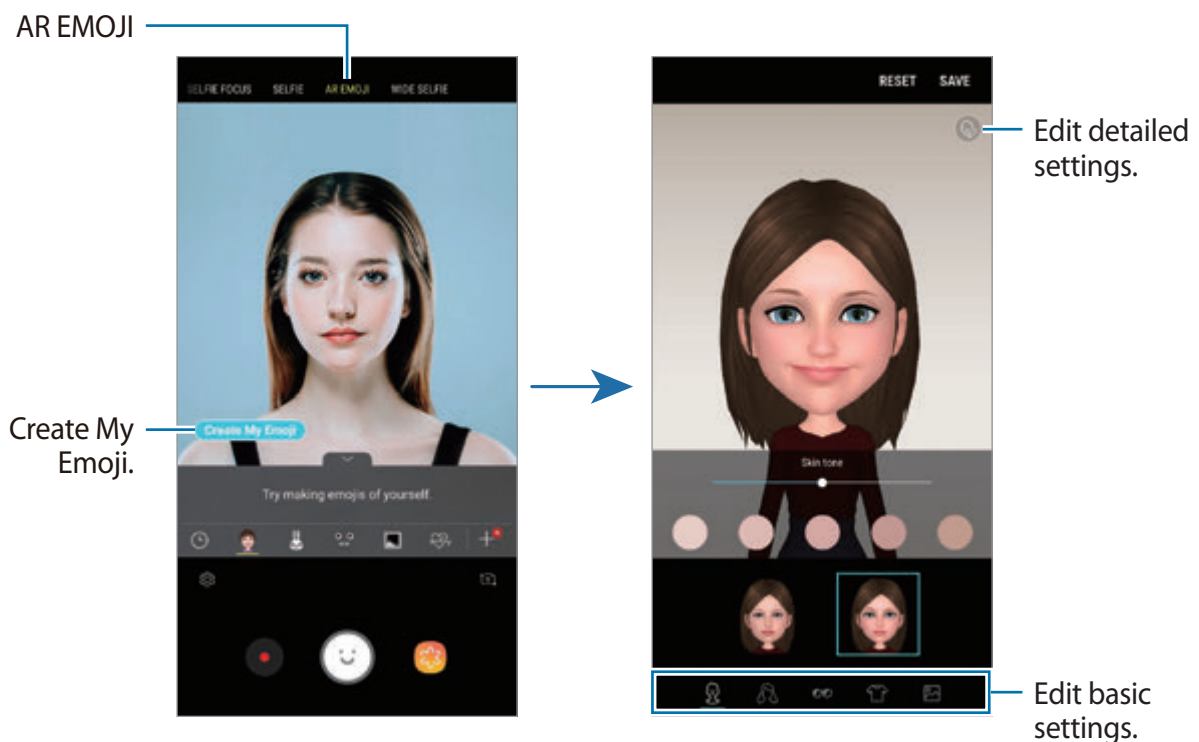 AR EMOJI
SELFIE FOCUS SELFIE AR EMOJI WIDE SELFIE
RESET SAVE
Edit detailed
settings.
Create My
Emoji.
Create My Emoji
Try making emojis of yourself.
Skin tone
Edit basic
settings.